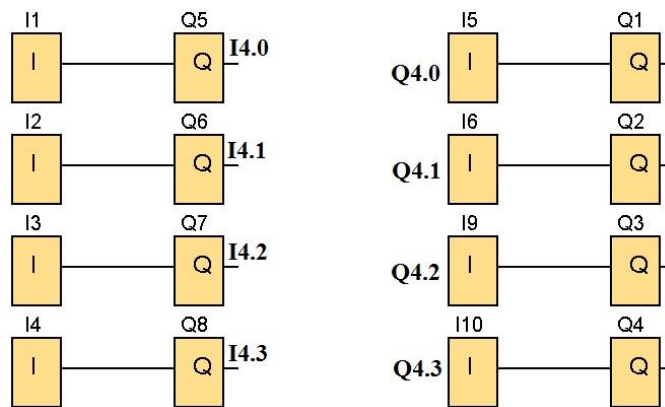 I1 Q5 I5 Q1
I Q I4.0 Q4.0 I Q
I2 Q6 I6 Q2
I Q I4.1 Q4.1 I Q
I3 Q7 I9 Q3
I Q I4.2 Q4.2 I Q
I4 Q8 I10 Q4
I Q I4.3 Q4.3 I Q